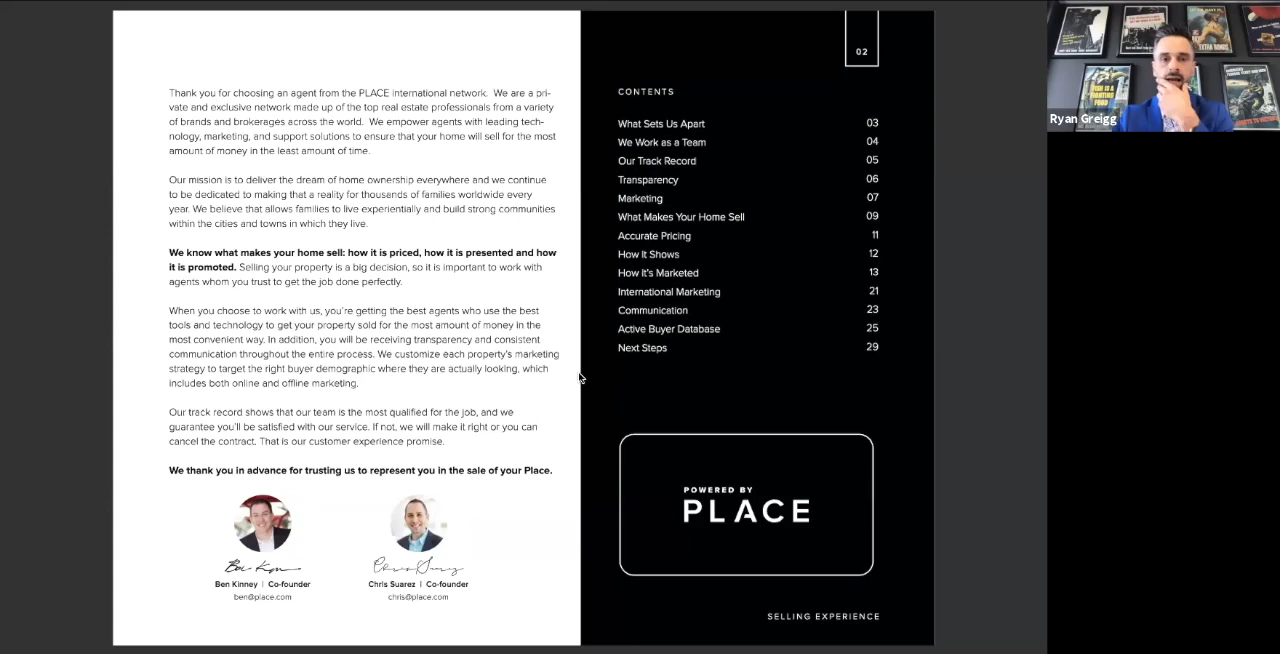 Thank you for choosing an agent from the PLACE international network. We are a pri-
vate and exclusive network made up of the top real estate professionals from a variety
of brands and brokerages across the world. We empower agents with leading tech-
nology, marketing, and support solutions to ensure that your home will sell for the most
amount of money in the least amount of time.
Our mission is to deliver the dream of home ownership everywhere and we continue
to be dedicated to making that a reality for thousands of families worldwide every
year. We believe that allows families to live experientially and build strong communities
within the cities and towns in which they live.
We know what makes your home sell: how it is priced, how it is presented and how
it is promoted. Selling your property is a big decision, so it is important to work with
agents whom you trust to get the job done perfectly.
When you choose to work with us, you're getting the best agents who use the best
tools and technology to get your property sold for the most amount of money in the
most convenient way. In addition, you will be receiving transparency and consistent
communication throughout the entire process. We customize each property's marketing
strategy to target the right buyer demographic where they are actually looking, which
includes both online and offline marketing.
Our track record shows that our team is the most qualified for the job, and we
guarantee you'll be satisfied with our service. If not, we will make it right or you can
cancel the contract. That is our customer experience promise.
We thank you in advance for trusting us to represent you in the sale of your Place.
Ben Kinney | Co-founder
ben@place.com
Chris Suarez | Co-founder
chris@place.com
02
CONTENTS
What Sets Us Apart 03
We Work as a Team 04
Our Track Record 05
Transparency 06
Marketing 07
What Makes Your Home Sell 09
Accurate Pricing 11
How It Shows 12
How It's Marketed 13
International Marketing 21
Communication 23
Active Buyer Database 25
Next Steps 29
POWERED BY
PLACE
SELLING EXPERIENCE
FISH IS A
FIGHTING
FOOD
Ryan Greigg